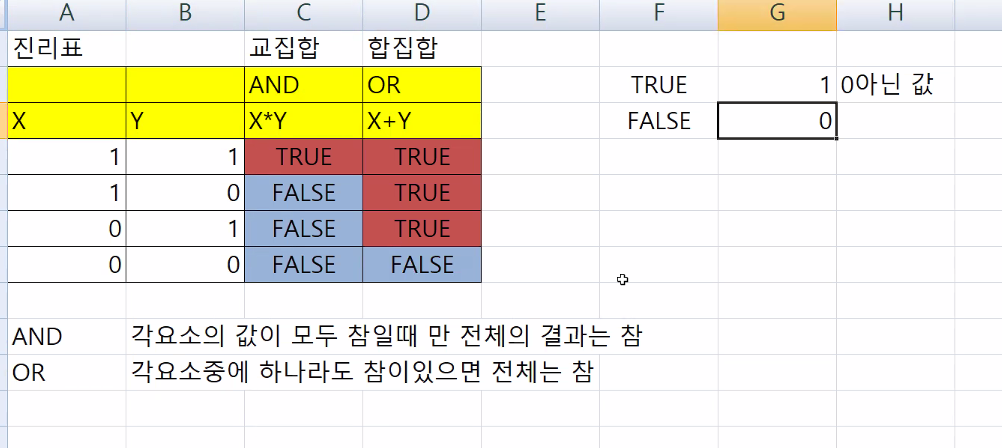 A B C D E F G H
진리표 교집합 합집합
AND OR TRUE 1 0아닌 값
X Y X*Y X+Y FALSE 0
1 1 TRUE TRUE
1 0 FALSE TRUE
0 1 FALSE TRUE
0 0 FALSE FALSE
AND 각요소의 값이 모두 참일때 만 전체의 결과는 참
OR 각요소중에 하나라도 참이있으면 전체는 참